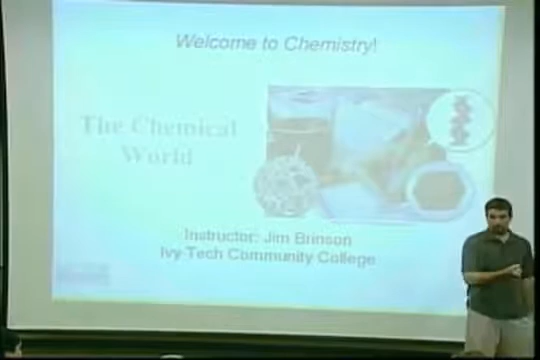 Welcome to Chemistry!
The Chemical
World
Instructor: Jim Brinson
Ivy Tech Community College